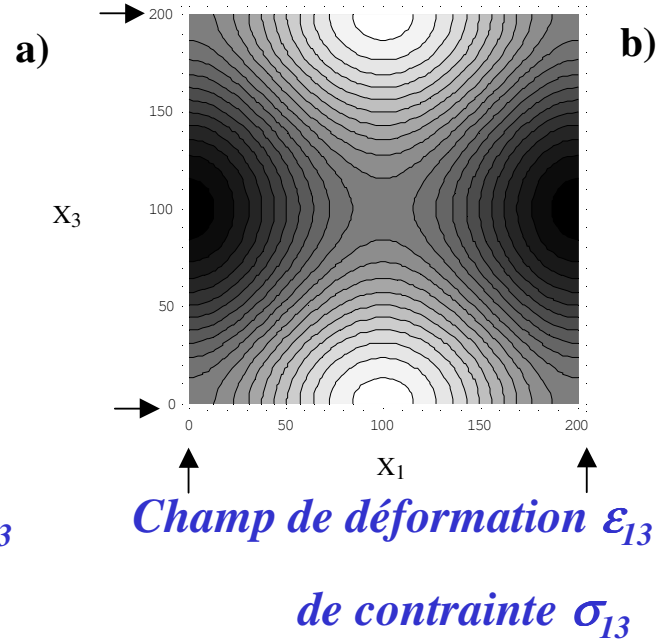 a)
b)
200
150
X3
100
50
0
0 50 100 150 200
X1
3
Champ de déformation ε13
de contrainte σ13